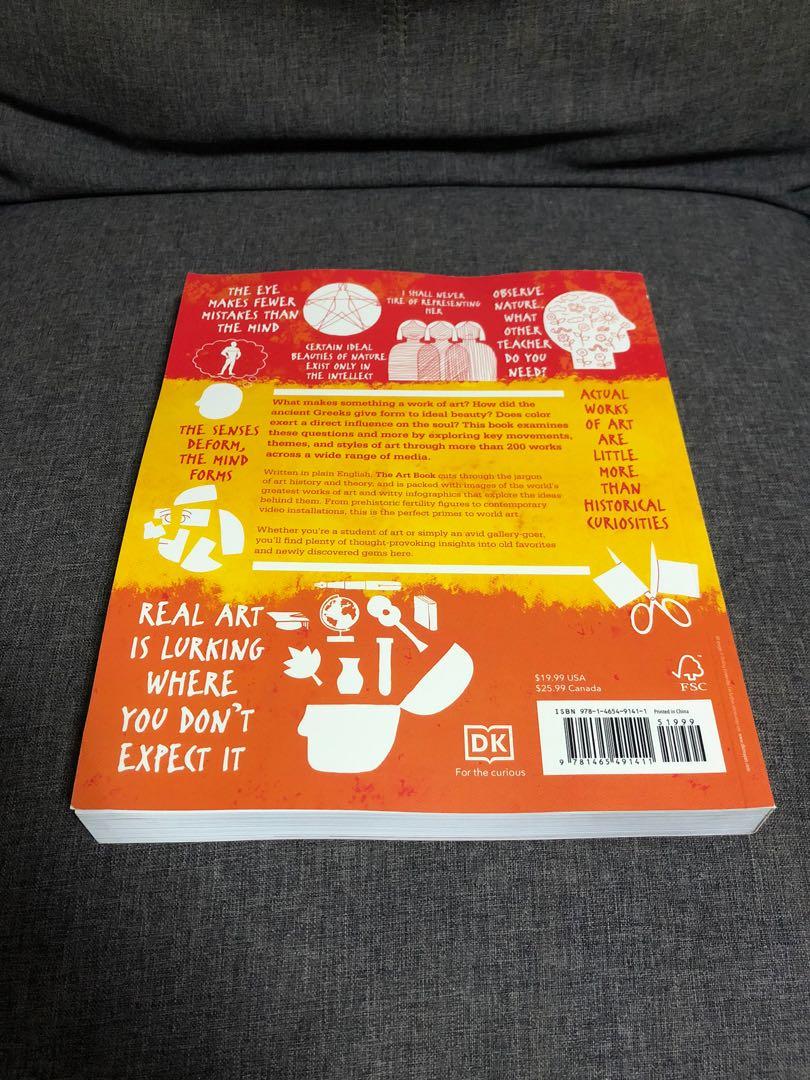 THE EYE
MAKES FEWER
MISTAKES THAN
THE MIND
CERTAIN IDEAL
BEAUTIES OF NATURE
EXIST ONLY IN
THE INTELLECT
I SHALL NEVER
TIRE OF REPRESENTING
HER
OBSERVE
NATURE...
WHAT
OTHER
TEACHER
DO YOU
NEED?
THE SENSES
DEFORM,
THE MIND
FORMS
What makes something a work of art? How did the
ancient Greeks give form to ideal beauty? Does color
exert a direct influence on the soul? This book examines
these questions and more by exploring key movements,
themes, and styles of art through more than 200 works
across a wide range of media.
Written in plain English, The Art Book cuts through the jargon
of art history and theory, and is packed with images of the world's
greatest works of art and witty infographics that explore the ideas
behind them. From prehistoric fertility figures to contemporary
video installations, this is the perfect primer to world art.
Whether you're a student of art or simply an avid gallery-goer,
you'll find plenty of thought-provoking insights into old favorites
and newly discovered gems here.
ACTUAL
WORKS
OF ART
ARE
LITTLE
MORE
THAN
HISTORICAL
CURIOSITIES
REAL ART
IS LURKING
WHERE
YOU DON'T
EXPECT IT
DK
For the curious
$19.99 USA
$25.99 Canada
FSC
ISBN 978-1-4654-9141-1 Printed in China
51999
9 781465 491411